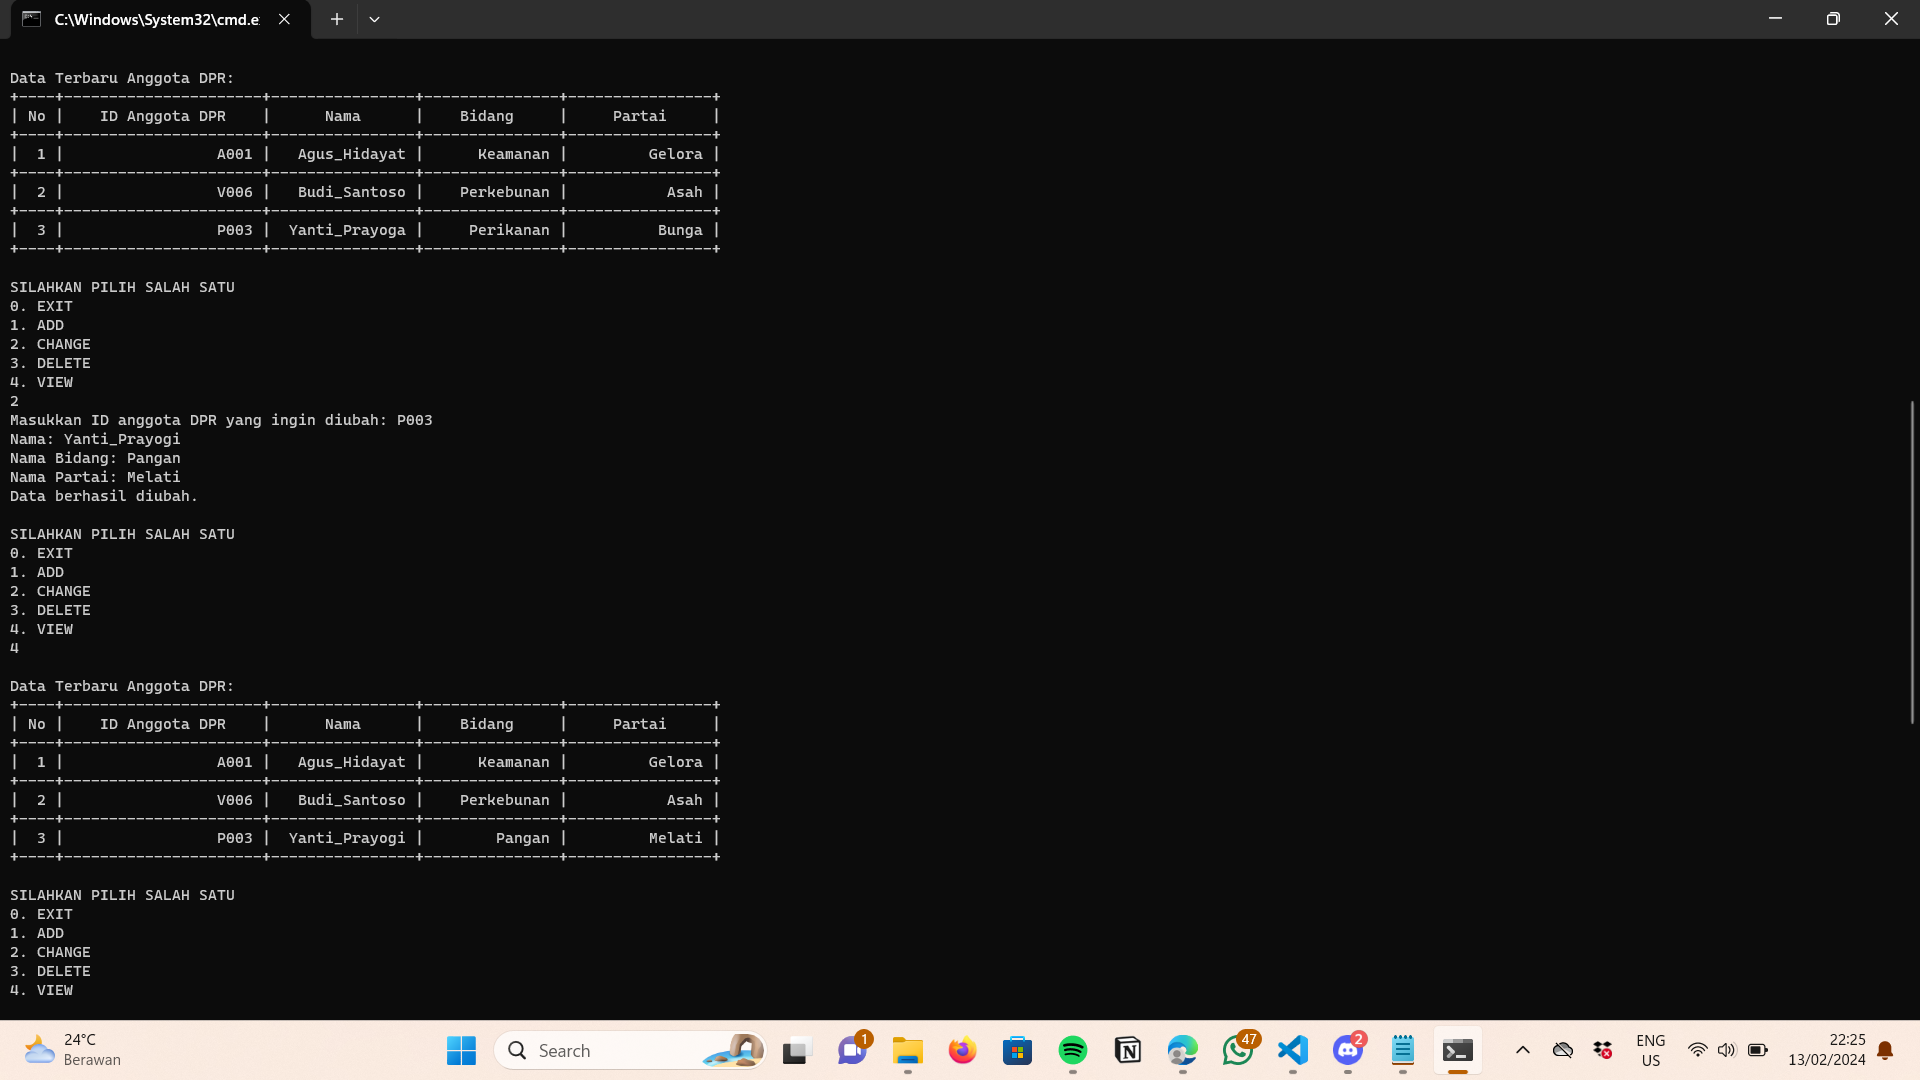 C:\Windows\System32\cmd.e
Data Terbaru Anggota DPR:
+----+----------------------+----------------+---------------+----------------+
| No |    ID Anggota DPR    |      Nama      |    Bidang     |     Partai     |
+----+----------------------+----------------+---------------+----------------+
|  1 |                 A001 |   Agus_Hidayat |      Keamanan |         Gelora |
+----+----------------------+----------------+---------------+----------------+
|  2 |                 V006 |   Budi_Santoso |    Perkebunan |           Asah |
+----+----------------------+----------------+---------------+----------------+
|  3 |                 P003 |  Yanti_Prayoga |     Perikanan |          Bunga |
+----+----------------------+----------------+---------------+----------------+
SILAHKAN PILIH SALAH SATU
0. EXIT
1. ADD
2. CHANGE
3. DELETE
4. VIEW
2
Masukkan ID anggota DPR yang ingin diubah: P003
Nama: Yanti_Prayogi
Nama Bidang: Pangan
Nama Partai: Melati
Data berhasil diubah.
SILAHKAN PILIH SALAH SATU
0. EXIT
1. ADD
2. CHANGE
3. DELETE
4. VIEW
4
Data Terbaru Anggota DPR:
+----+----------------------+----------------+---------------+----------------+
| No |    ID Anggota DPR    |      Nama      |    Bidang     |     Partai     |
+----+----------------------+----------------+---------------+----------------+
|  1 |                 A001 |   Agus_Hidayat |      Keamanan |         Gelora |
+----+----------------------+----------------+---------------+----------------+
|  2 |                 V006 |   Budi_Santoso |    Perkebunan |           Asah |
+----+----------------------+----------------+---------------+----------------+
|  3 |                 P003 |  Yanti_Prayogi |        Pangan |         Melati |
+----+----------------------+----------------+---------------+----------------+
SILAHKAN PILIH SALAH SATU
0. EXIT
1. ADD
2. CHANGE
3. DELETE
4. VIEW
24°C
Berawan
Search
1
47
2
ENG
US
22:25
13/02/2024